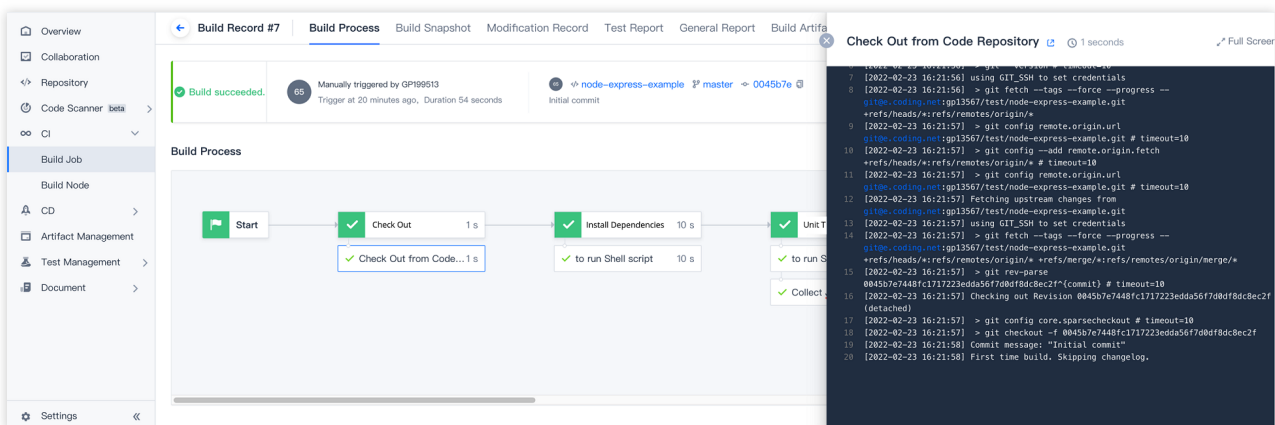 Overview
Collaboration
Repository
Code Scanner beta
CI
Build Job
Build Node
CD
Artifact Management
Test Management
Document
Settings
Build Record #7
Build Process Build Snapshot Modification Record Test Report General Report Build Artifa
Build succeeded.
65
Manually triggered by GP199513
Trigger at 20 minutes ago, Duration 54 seconds
node-express-example master 0045b7e
Initial commit
Build Process
Start
Check Out 1 s
Check Out from Code... 1 s
Install Dependencies 10 s
to run Shell script 10 s
Unit T
to run S
Collect
Check Out from Code Repository 1 seconds
Full Screen
7 [2022-02-23 16:21:56] using GIT_SSH to set credentials
8 [2022-02-23 16:21:56] > git fetch --tags --force --progress --
git@e.coding.net:gp13567/test/node-express-example.git
+refs/heads/*:refs/remotes/origin/*
9 [2022-02-23 16:21:57] > git config remote.origin.url
git@e.coding.net:gp13567/test/node-express-example.git # timeout=10
10 [2022-02-23 16:21:57] > git config --add remote.origin.fetch
+refs/heads/*:refs/remotes/origin/* # timeout=10
11 [2022-02-23 16:21:57] > git config remote.origin.url
git@e.coding.net:gp13567/test/node-express-example.git # timeout=10
12 [2022-02-23 16:21:57] Fetching upstream changes from
git@e.coding.net:gp13567/test/node-express-example.git
13 [2022-02-23 16:21:57] using GIT_SSH to set credentials
14 [2022-02-23 16:21:57] > git fetch --tags --force --progress --
git@e.coding.net:gp13567/test/node-express-example.git
+refs/heads/*:refs/remotes/origin/* +refs/merge/*:refs/remotes/origin/merge/*
15 [2022-02-23 16:21:57] > git rev-parse
0045b7e7448fc1717223edda56f7d0df8dc8ec2f^{commit} # timeout=10
16 [2022-02-23 16:21:57] Checking out Revision 0045b7e7448fc1717223edda56f7d0df8dc8ec2f
(detached)
17 [2022-02-23 16:21:57] > git config core.sparsecheckout # timeout=10
18 [2022-02-23 16:21:57] > git checkout -f 0045b7e7448fc1717223edda56f7d0df8dc8ec2f
19 [2022-02-23 16:21:58] Commit message: "Initial commit"
20 [2022-02-23 16:21:58] First time build. Skipping changelog.